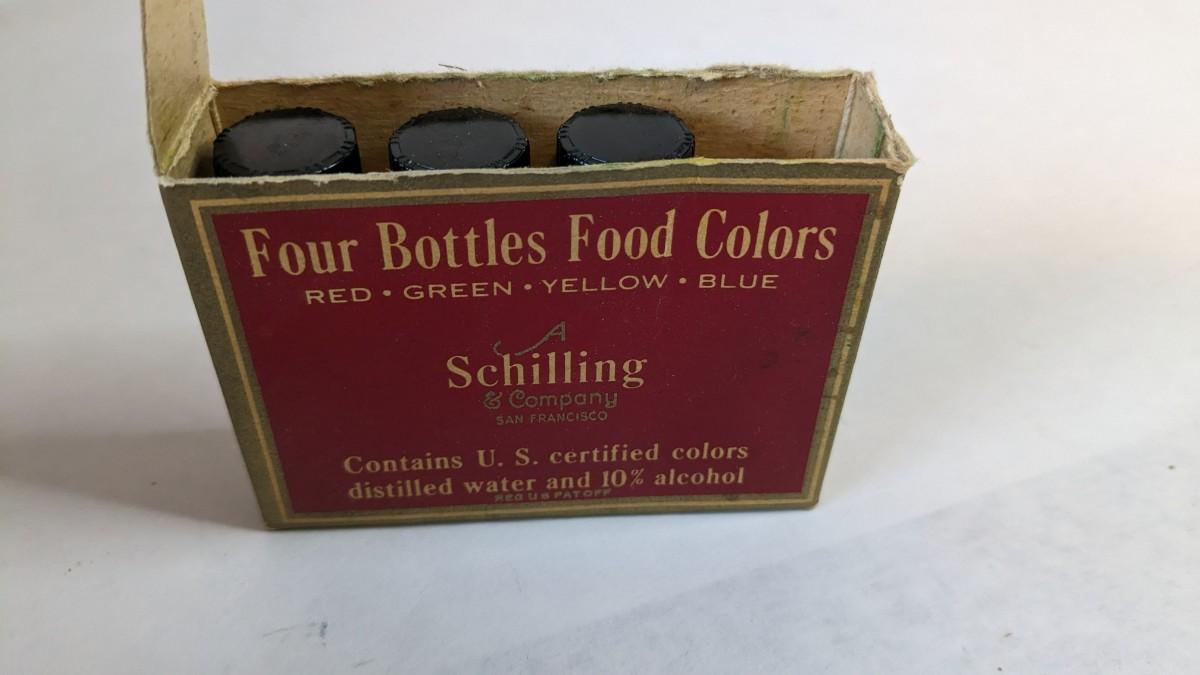 Four Bottles Food Colors
RED • GREEN • YELLOW • BLUE
A
Schilling
& Company
SAN FRANCISCO
Contains U. S. certified colors
distilled water and 10% alcohol
REG U S PAT OFF